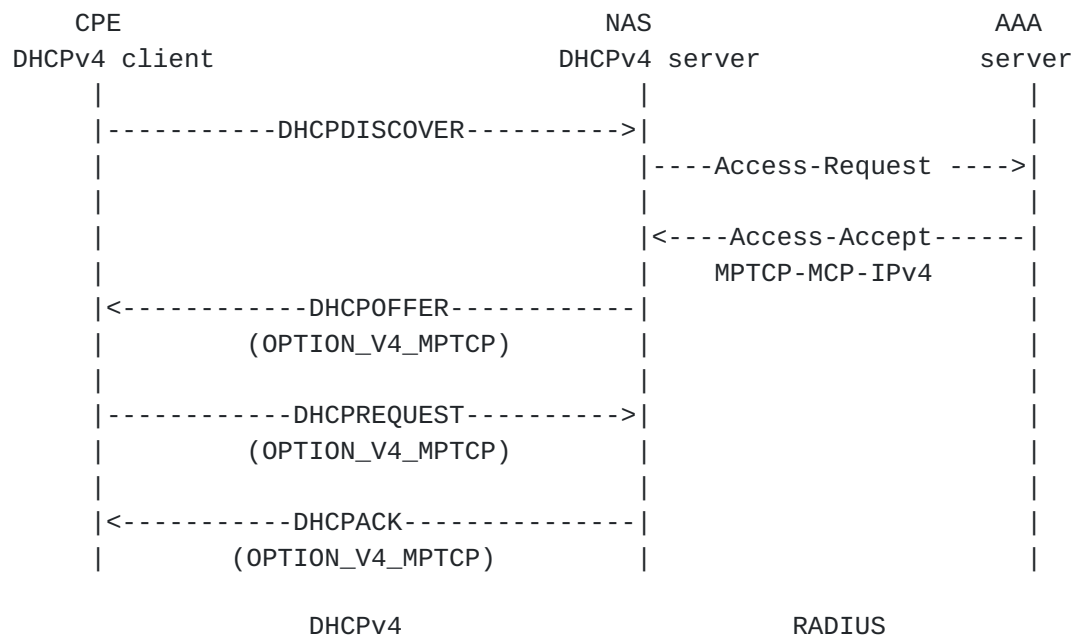 CPE NAS AAA
DHCPv4 client DHCPv4 server server
| | |
|-----------DHCPDISCOVER---------->| |
| |----Access-Request ---->|
| | |
| |<----Access-Accept------|
| | MPTCP-MCP-IPv4 |
|<------------DHCPOFFER------------| |
| (OPTION_V4_MPTCP) | |
| | |
|------------DHCPREQUEST---------->| |
| (OPTION_V4_MPTCP) | |
| | |
|<-----------DHCPACK---------------| |
| (OPTION_V4_MPTCP) | |
DHCPv4 RADIUS